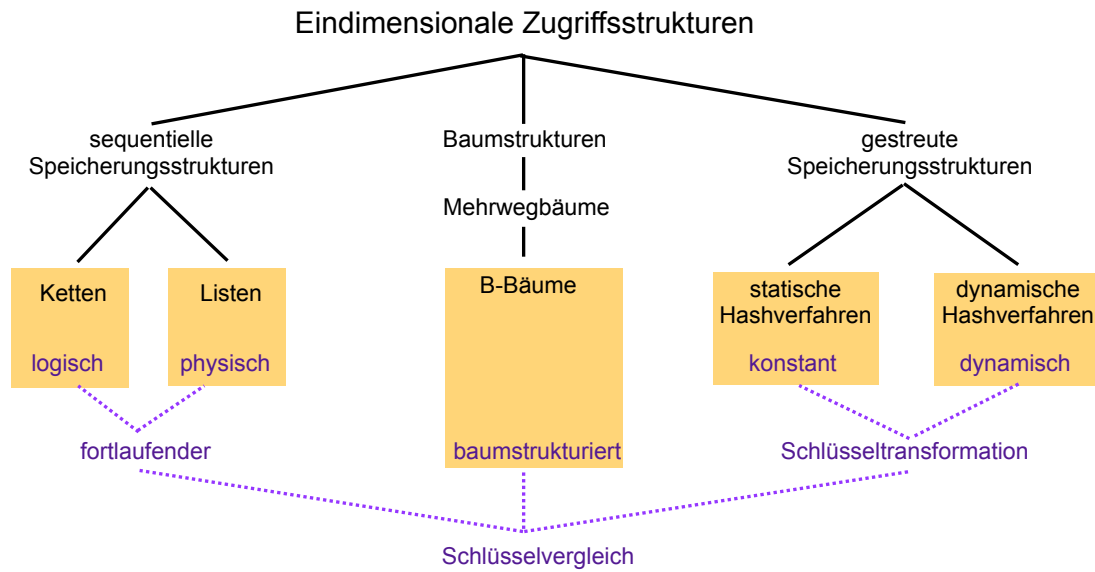 Eindimensionale Zugriffsstrukturen
sequentielle
Speicherungsstrukturen
Baumstrukturen
gestreute
Speicherungsstrukturen
Mehrwegbäume
Ketten
Listen
B-Bäume
statische
Hashverfahren
dynamische
Hashverfahren
logisch
physisch
konstant
dynamisch
fortlaufender
baumstrukturiert
Schlüsseltransformation
Schlüsselvergleich